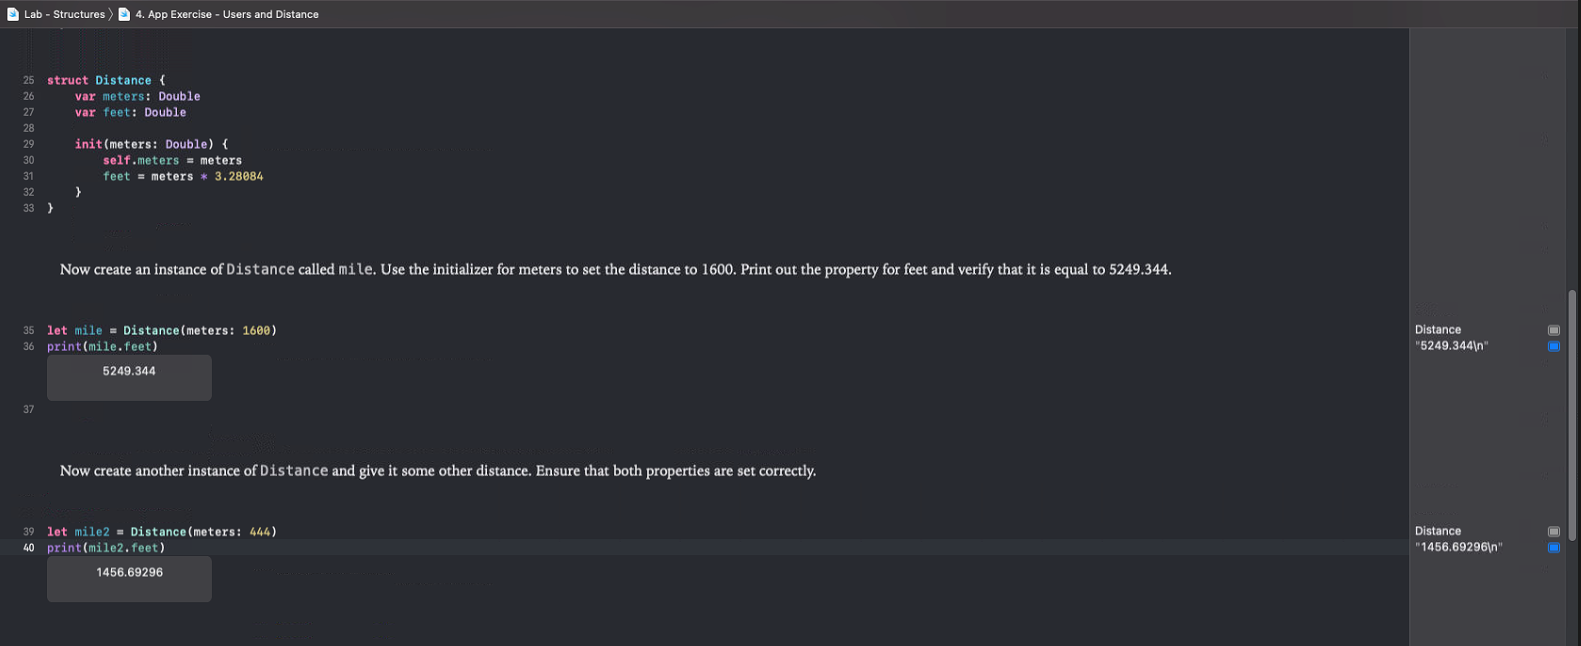 Lab - Structures 〉 4. App Exercise - Users and Distance
25 struct Distance {
26 var meters: Double
27 var feet: Double
28
29 init(meters: Double) {
30 self.meters = meters
31 feet = meters * 3.28084
32 }
33 }
Now create an instance of Distance called mile. Use the initializer for meters to set the distance to 1600. Print out the property for feet and verify that it is equal to 5249.344.
35 let mile = Distance(meters: 1600)
Distance
36 print(mile.feet)
"5249.344\n"
5249.344
37
Now create another instance of Distance and give it some other distance. Ensure that both properties are set correctly.
39 let mile2 = Distance(meters: 444)
Distance
40 print(mile2.feet)
"1456.69296\n"
1456.69296